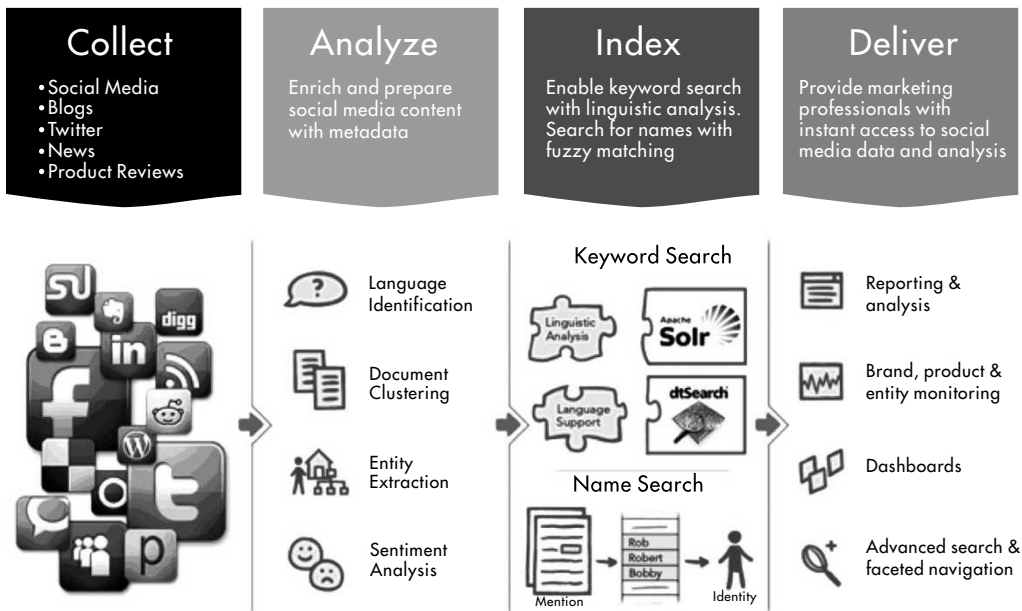 Collect
•Social Media
•Blogs
•Twitter
•News
•Product Reviews
Analyze
Enrich and prepare
social media content
with metadata
Index
Enable keyword search
with linguistic analysis.
Search for names with
fuzzy matching
Deliver
Provide marketing
professionals with
instant access to social
media data and analysis
SU
digg
B
in
f
W
t
p
?
Language
Identification
Document
Clustering
Entity
Extraction
Sentiment
Analysis
Keyword Search
Linguistic
Analysis
Apache
Solr
Language
Support
dtSearch
Name Search
Rob
Robert
Bobby
Mention
Identity
Reporting &
analysis
Brand, product &
entity monitoring
Dashboards
Advanced search &
faceted navigation